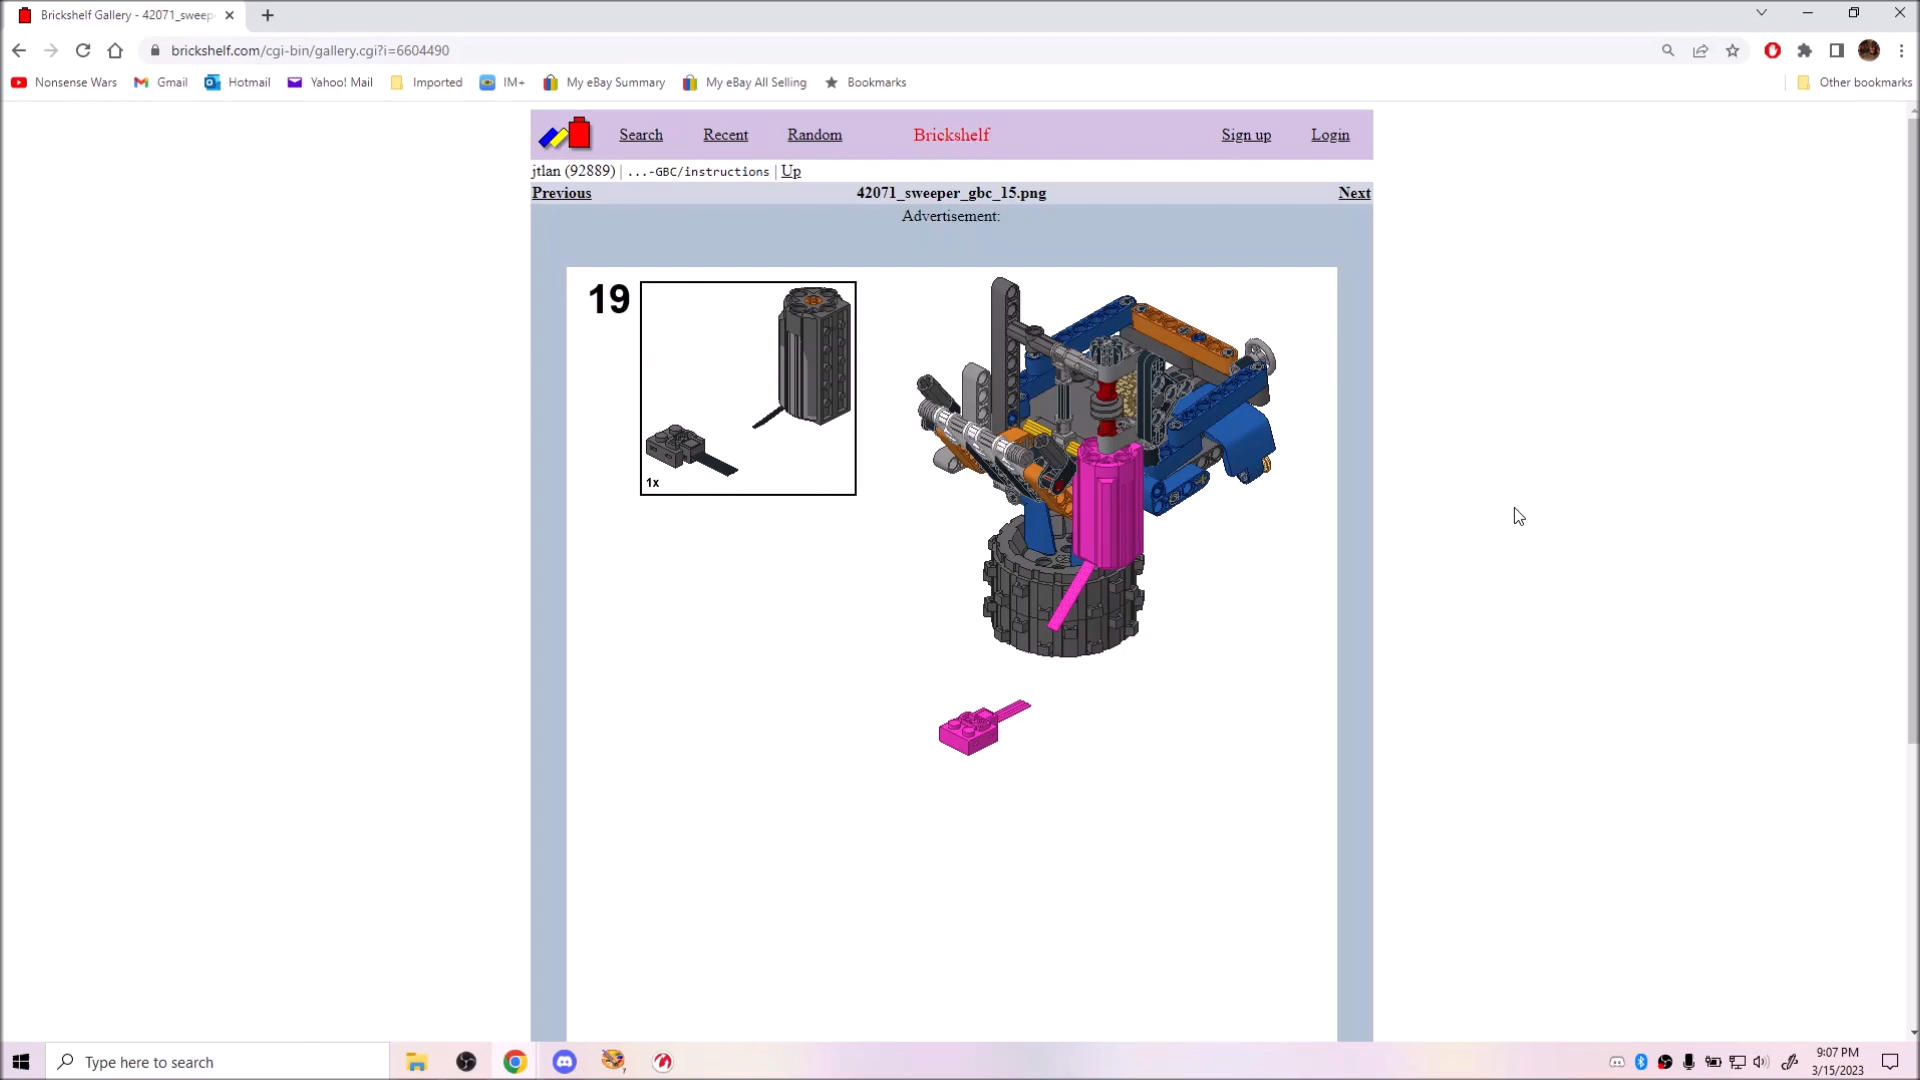 Brickshelf Gallery - 42071_sweep
brickshelf.com/cgi-bin/gallery.cgi?i=6604490
Nonsense Wars Gmail Hotmail Yahoo! Mail Imported IM+ My eBay Summary My eBay All Selling Bookmarks Other bookmarks
Search Recent Random Brickshelf Sign up Login
jtlan (92889) | ...-GBC/instructions | Up
Previous 42071_sweeper_gbc_15.png Next
Advertisement:
19
1x
Type here to search
9:07 PM
3/15/2023